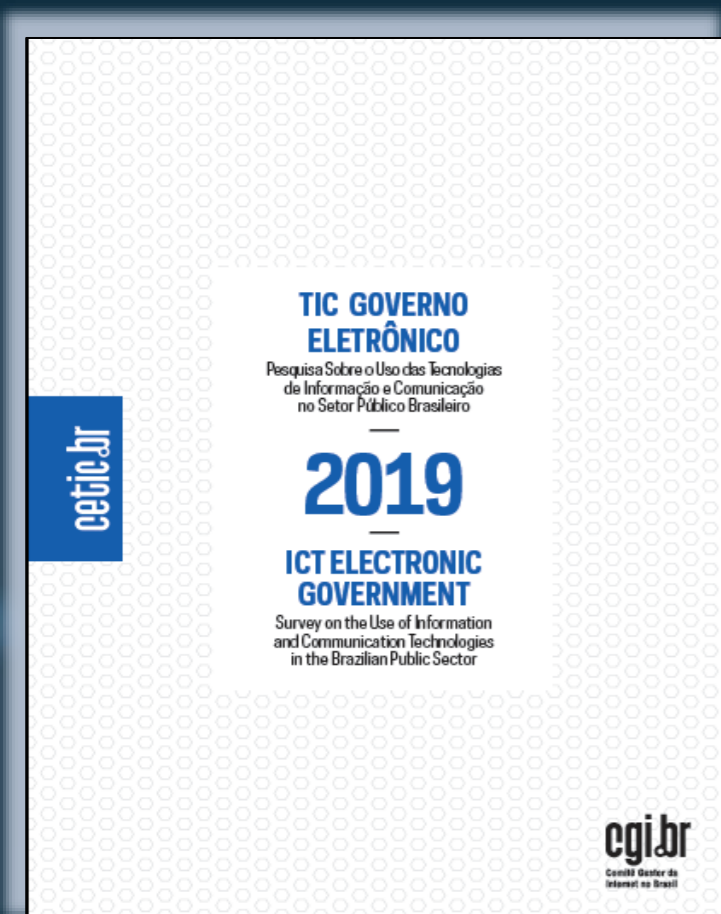 TIC GOVERNO
ELETRÔNICO
Pesquisa Sobre o Uso das Tecnologias
de Informação e Comunicação
no Setor Público Brasileiro
2019
ICT ELECTRONIC
GOVERNMENT
Survey on the Use of Information
and Communication Technologies
in the Brazilian Public Sector
cetic.br
cgi.br
Comitê Gestor da
Internet no Brasil